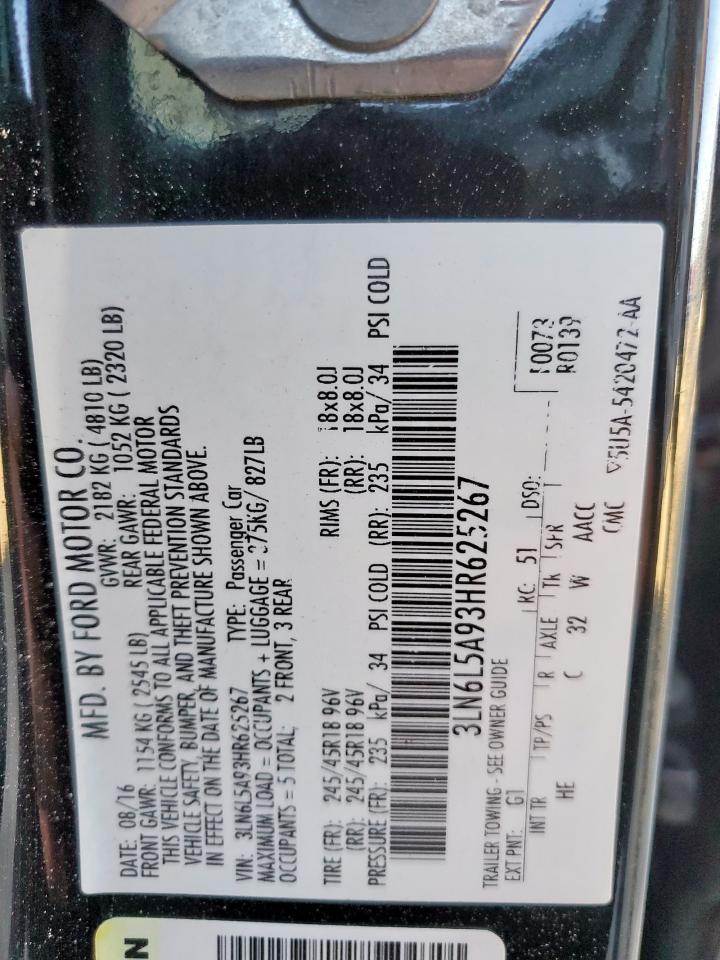 MFD. BY FORD MOTOR CO.
DATE: 08/16 GVWR: 2182 KG ( 4810 LB)
FRONT GAWR: 1154 KG ( 2545 LB) REAR GAWR: 1052 KG ( 2320 LB)
THIS VEHICLE CONFORMS TO ALL APPLICABLE FEDERAL MOTOR
VEHICLE SAFETY, BUMPER, AND THEFT PREVENTION STANDARDS
IN EFFECT ON THE DATE OF MANUFACTURE SHOWN ABOVE.
VIN: 3LN6L5A93HR625267 TYPE: Passenger Car
MAXIMUM LOAD = OCCUPANTS + LUGGAGE = 375KG/ 827LB
OCCUPANTS = 5 TOTAL: 2 FRONT, 3 REAR
TIRE (FR): 245/45R18 96V RIMS (FR): 18x8.0J
(RR): 245/45R18 96V (RR): 18x8.0J
PRESSURE (FR): 235 kPa/ 34 PSI COLD (RR): 235 kPa/ 34 PSI COLD
3LN6L5A93HR625267
TRAILER TOWING - SEE OWNER GUIDE
EXT PNT: G1 KC: 51 DSO: F0073
R0139
INT TR TP/PS R AXLE TK SPR
HE C 32 W AACC
CMC 5U5A-5420472-AA
N